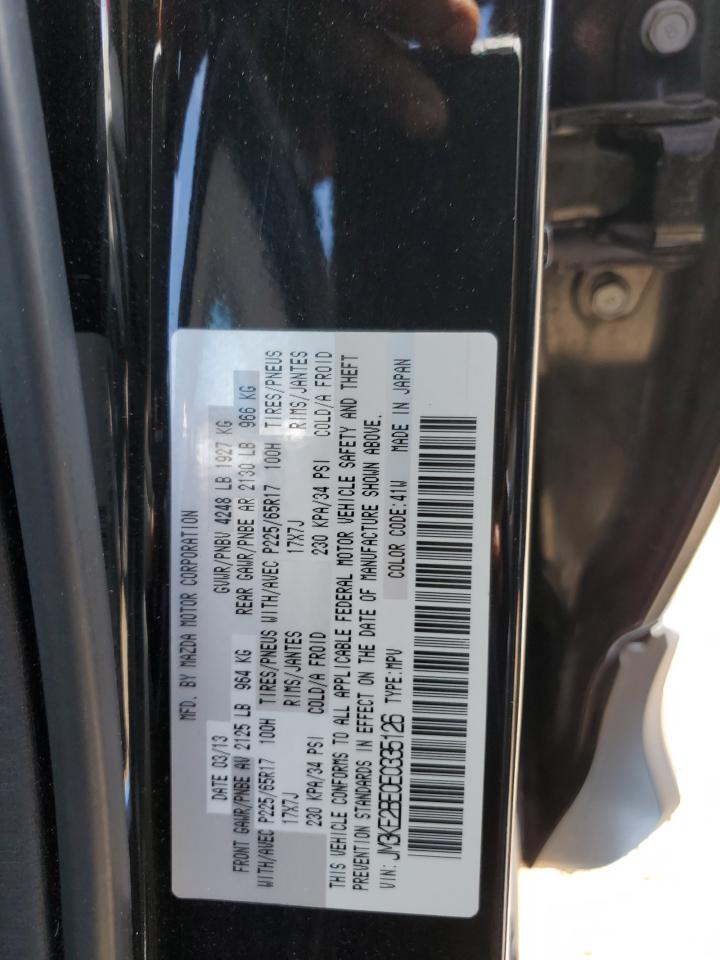 MFD. BY MAZDA MOTOR CORPORATION
DATE 03/13 GVWR/PNBV 4248 LB 1927 KG
FRONT GAWR/PNBE AV 2125 LB 964 KG REAR GAWR/PNBE AR 2130 LB 966 KG
WITH/AVEC P225/65R17 100H TIRES/PNEUS WITH/AVEC P225/65R17 100H TIRES/PNEUS
17X7J RIMS/JANTES 17X7J RIMS/JANTES
230 KPA/34 PSI COLD/A FROID 230 KPA/34 PSI COLD/A FROID
THIS VEHICLE CONFORMS TO ALL APPLICABLE FEDERAL MOTOR VEHICLE SAFETY AND THEFT
PREVENTION STANDARDS IN EFFECT ON THE DATE OF MANUFACTURE SHOWN ABOVE.
VIN: JM3KE2BE0E0335126 TYPE:MPV COLOR CODE:41W MADE IN JAPAN